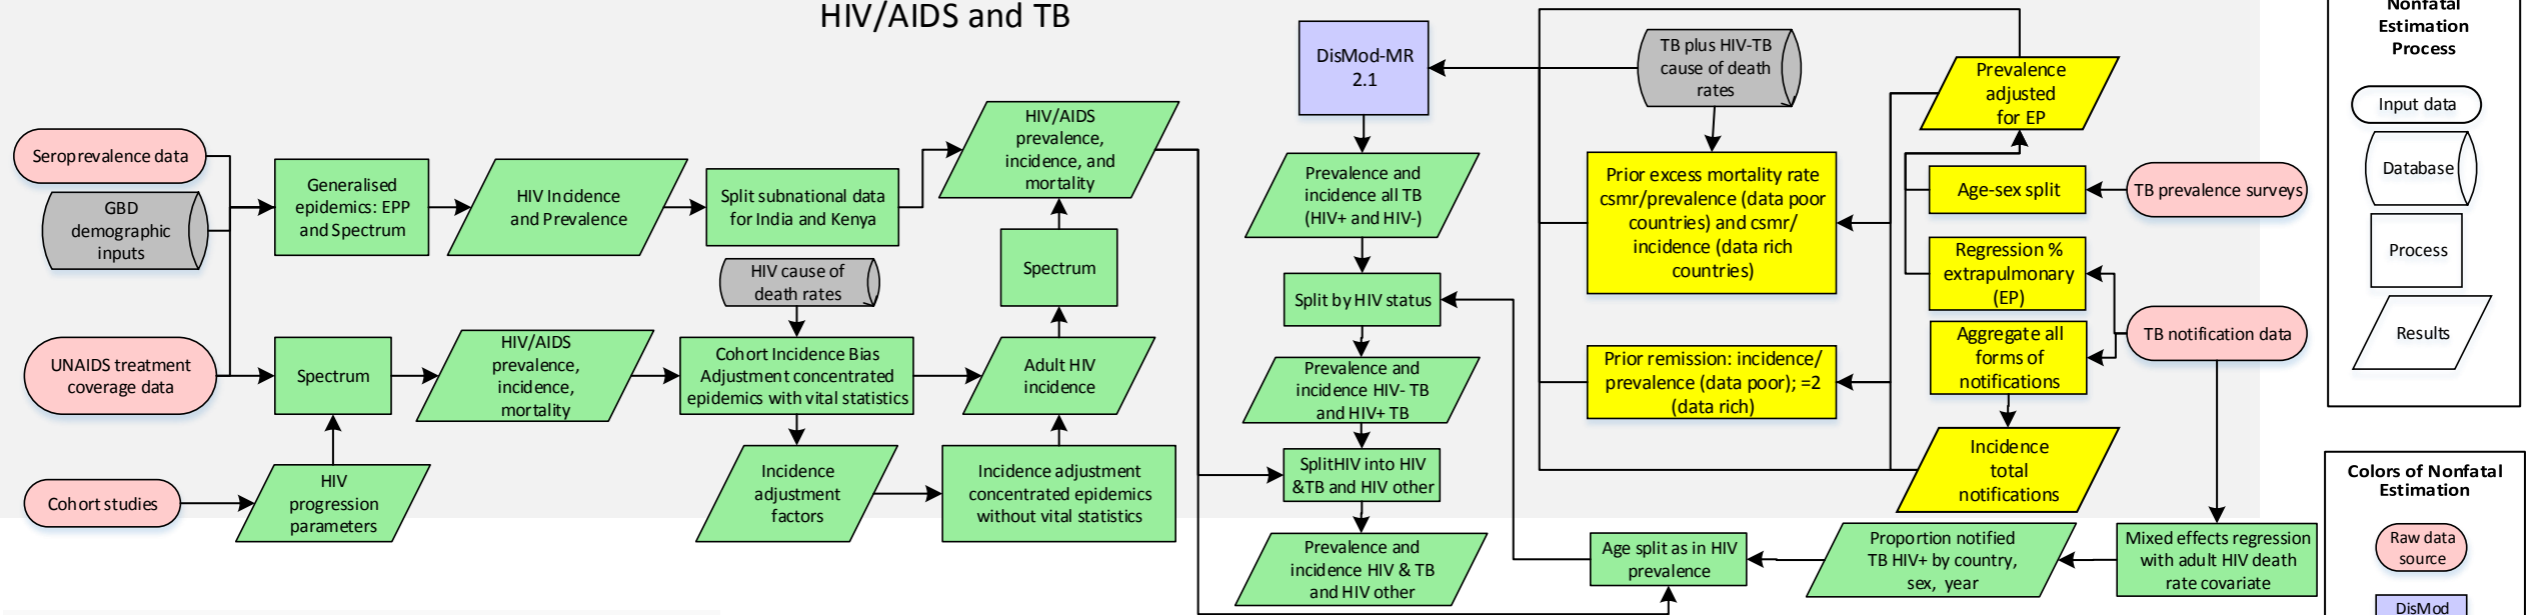 HIV/AIDS and TB
Seroprevalence data
GBD
demographic
inputs
UNAIDS treatment
coverage data
Cohort studies
Generalised
epidemics: EPP
and Spectrum
HIV Incidence
and Prevalence
Split subnational data
for India and Kenya
HIV/AIDS
prevalence,
incidence, and
mortality
Spectrum
HIV cause of
death rates
Spectrum
HIV/AIDS
prevalence,
incidence,
mortality
Cohort Incidence Bias
Adjustment concentrated
epidemics with vital statistics
Adult HIV
incidence
HIV
progression
parameters
Incidence
adjustment
factors
Incidence adjustment
concentrated epidemics
without vital statistics
DisMod-MR
2.1
Prevalence and
incidence all TB
(HIV+ and HIV-)
Split by HIV status
Prevalence and
incidence HIV- TB
and HIV+ TB
SplitHIV into HIV
&TB and HIV other
Prevalence and
incidence HIV & TB
and HIV other
TB plus HIV-TB
cause of death
rates
Prior excess mortality rate
csmr/prevalence (data poor
countries) and csmr/
incidence (data rich
countries)
Prior remission: incidence/
prevalence (data poor); =2
(data rich)
Age split as in HIV
prevalence
Prevalence
adjusted
for EP
Age-sex split
Regression %
extrapulmonary
(EP)
Aggregate all
forms of
notifications
Incidence
total
notifications
Proportion notified
TB HIV+ by country,
sex, year
TB prevalence surveys
TB notification data
Mixed effects regression
with adult HIV death
rate covariate
Nonfatal
Estimation
Process
Input data
Database
Process
Results
Colors of Nonfatal
Estimation
Raw data
source
DisMod